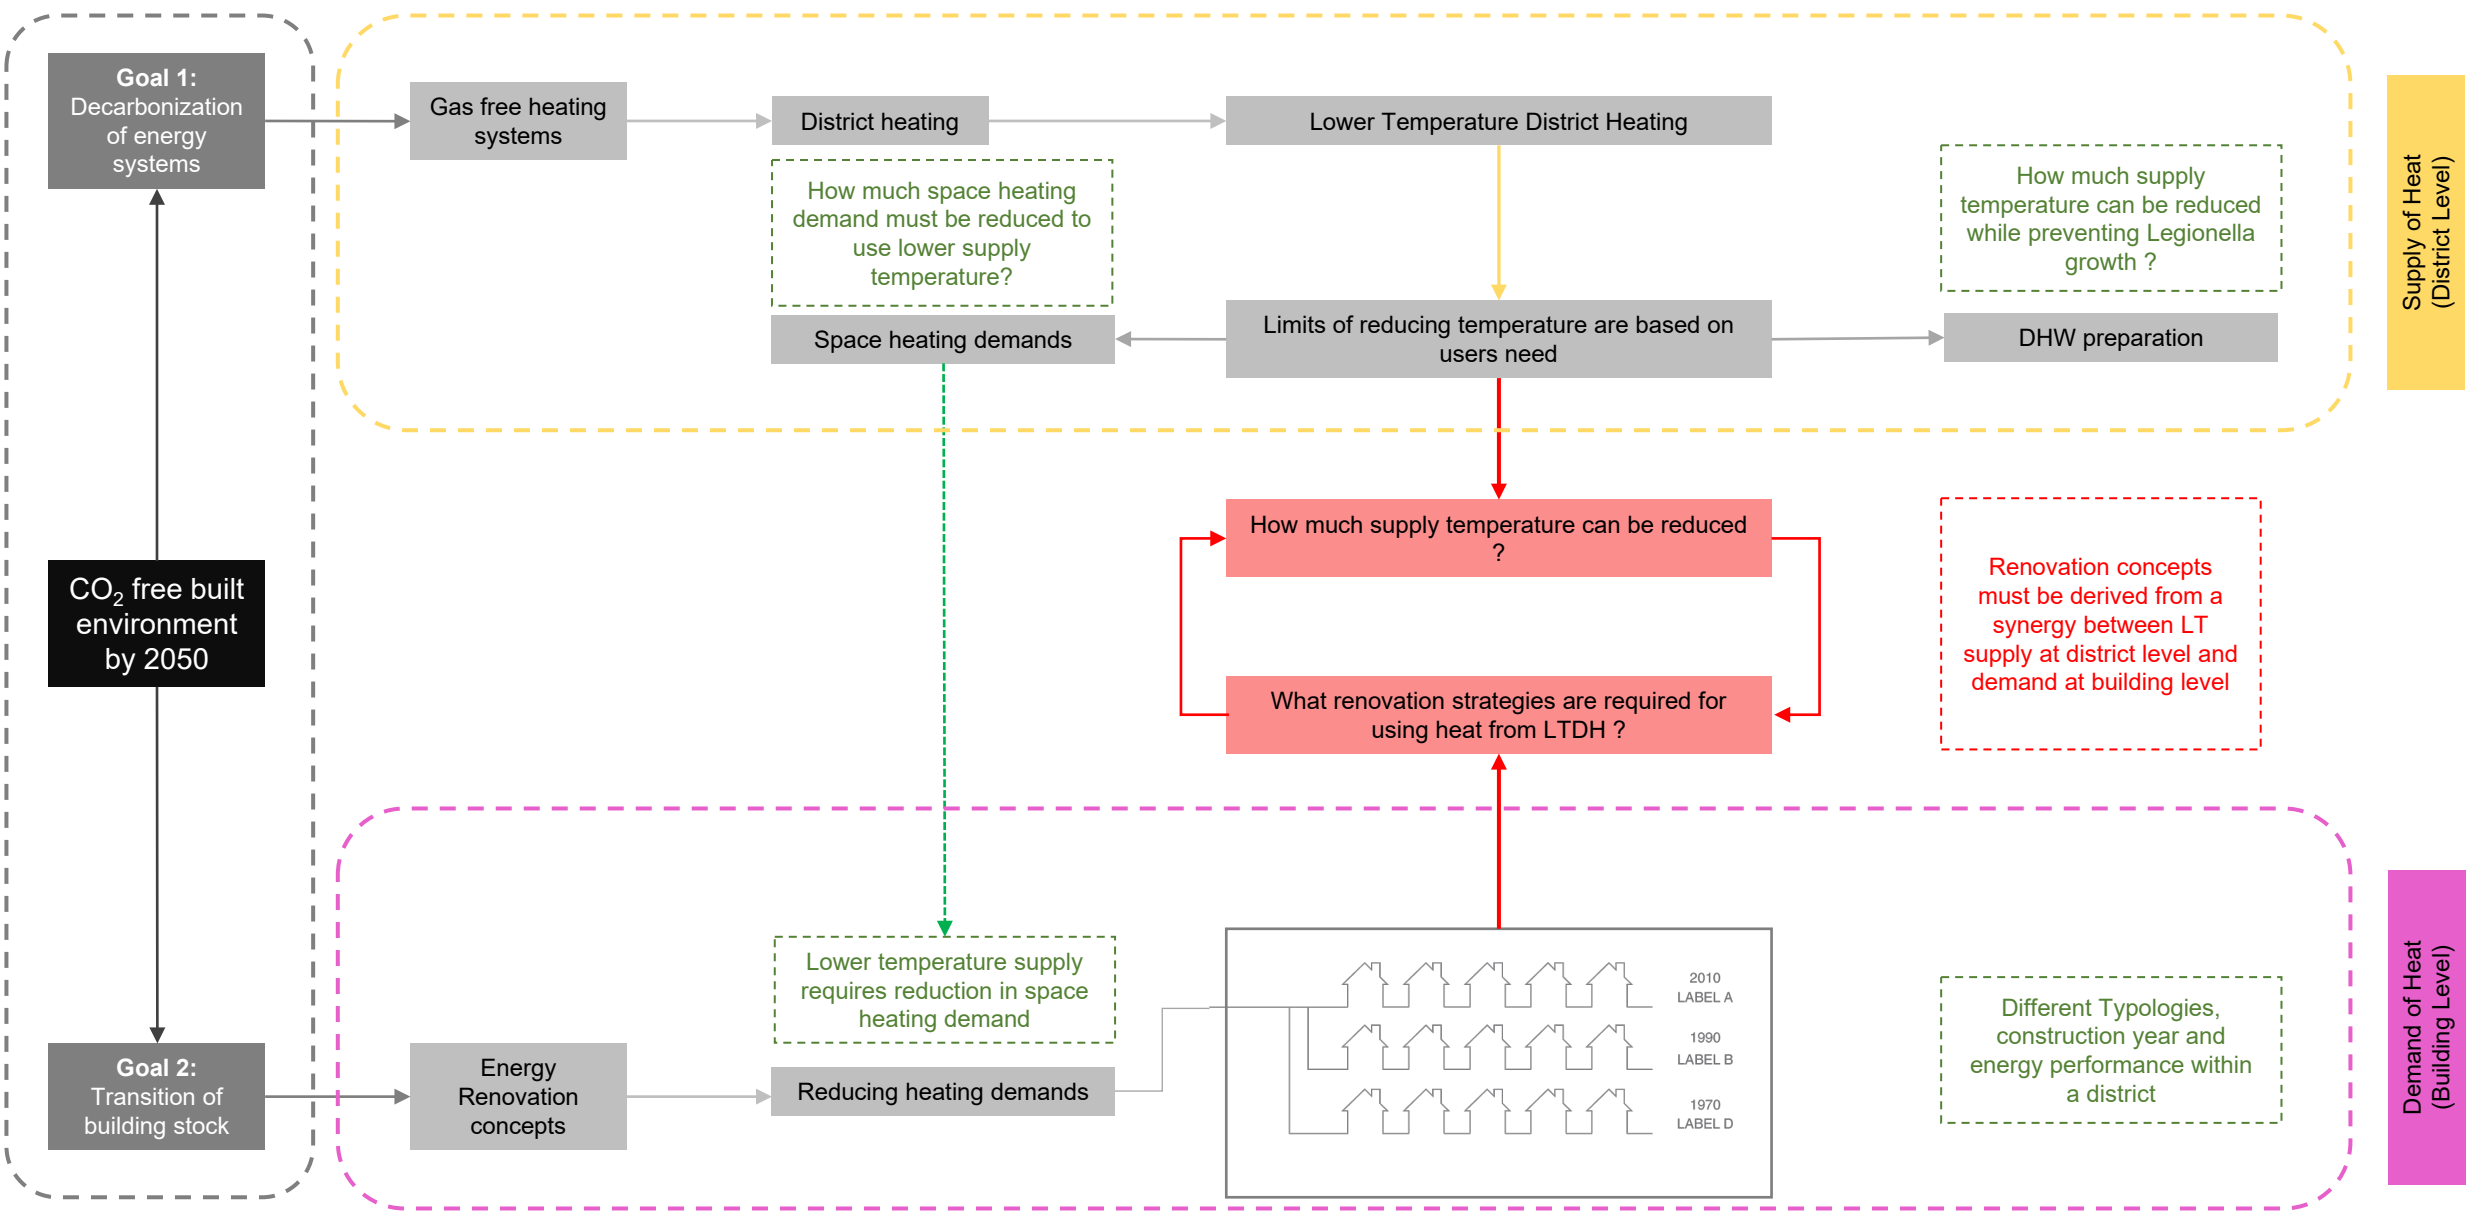 Goal 1:
Decarbonization
of energy
systems
Gas free heating
systems
District heating
Lower Temperature District Heating
How much space heating
demand must be reduced to
use lower supply
temperature?
How much supply
temperature can be reduced
while preventing Legionella
growth ?
Supply of Heat
(District Level)
Space heating demands
Limits of reducing temperature are based on
users need
DHW preparation
CO₂ free built
environment
by 2050
How much supply temperature can be reduced
?
What renovation strategies are required for
using heat from LTDH ?
Renovation concepts
must be derived from a
synergy between LT
supply at district level and
demand at building level
Goal 2:
Transition of
building stock
Energy
Renovation
concepts
Lower temperature supply
requires reduction in space
heating demand
Reducing heating demands
2010
LABEL A
1990
LABEL B
1970
LABEL D
Different Typologies,
construction year and
energy performance within
a district
Demand of Heat
(Building Level)